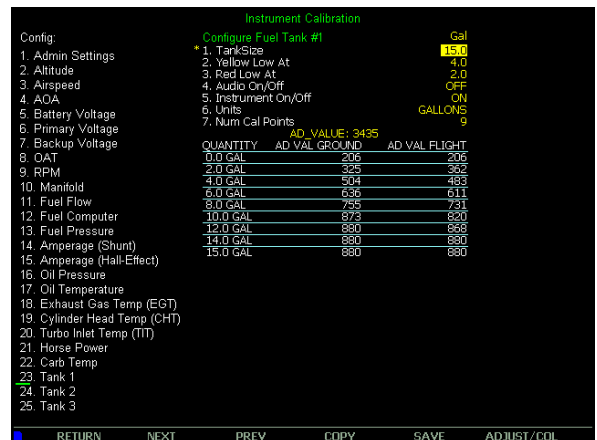 Instrument Calibration
Config:
1. Admin Settings
2. Altitude
3. Airspeed
4. AOA
5. Battery Voltage
6. Primary Voltage
7. Backup Voltage
8. OAT
9. RPM
10. Manifold
11. Fuel Flow
12. Fuel Computer
13. Fuel Pressure
14. Amperage (Shunt)
15. Amperage (Hall-Effect)
16. Oil Pressure
17. Oil Temperature
18. Exhaust Gas Temp (EGT)
19. Cylinder Head Temp (CHT)
20. Turbo Inlet Temp (TIT)
21. Horse Power
22. Carb Temp
23. Tank 1
24. Tank 2
25. Tank 3
Configure Fuel Tank #1 Gal
*1. TankSize 15.0
2. Yellow Low At 4.0
3. Red Low At 2.0
4. Audio On/Off OFF
5. Instrument On/Off ON
6. Units GALLONS
7. Num Cal Points 9
AD_VALUE: 3435
QUANTITY AD VAL GROUND AD VAL FLIGHT
0.0 GAL 206 206
2.0 GAL 325 362
4.0 GAL 504 483
6.0 GAL 636 611
8.0 GAL 755 731
10.0 GAL 873 820
12.0 GAL 880 868
14.0 GAL 880 880
15.0 GAL 880 880
RETURN NEXT PREV COPY SAVE ADJUST/COL